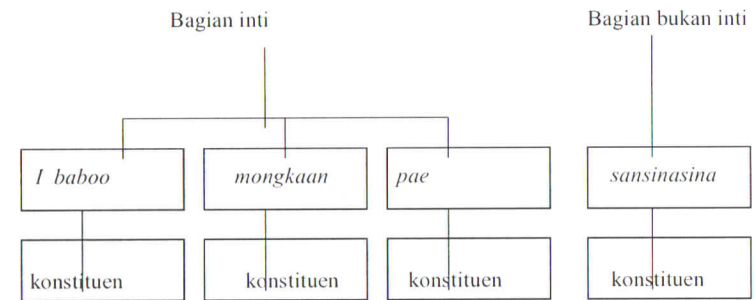 Bagian inti Bagian bukan inti
I baboo mongkaan pae sansinasina
konstituen konstituen konstituen konstituen